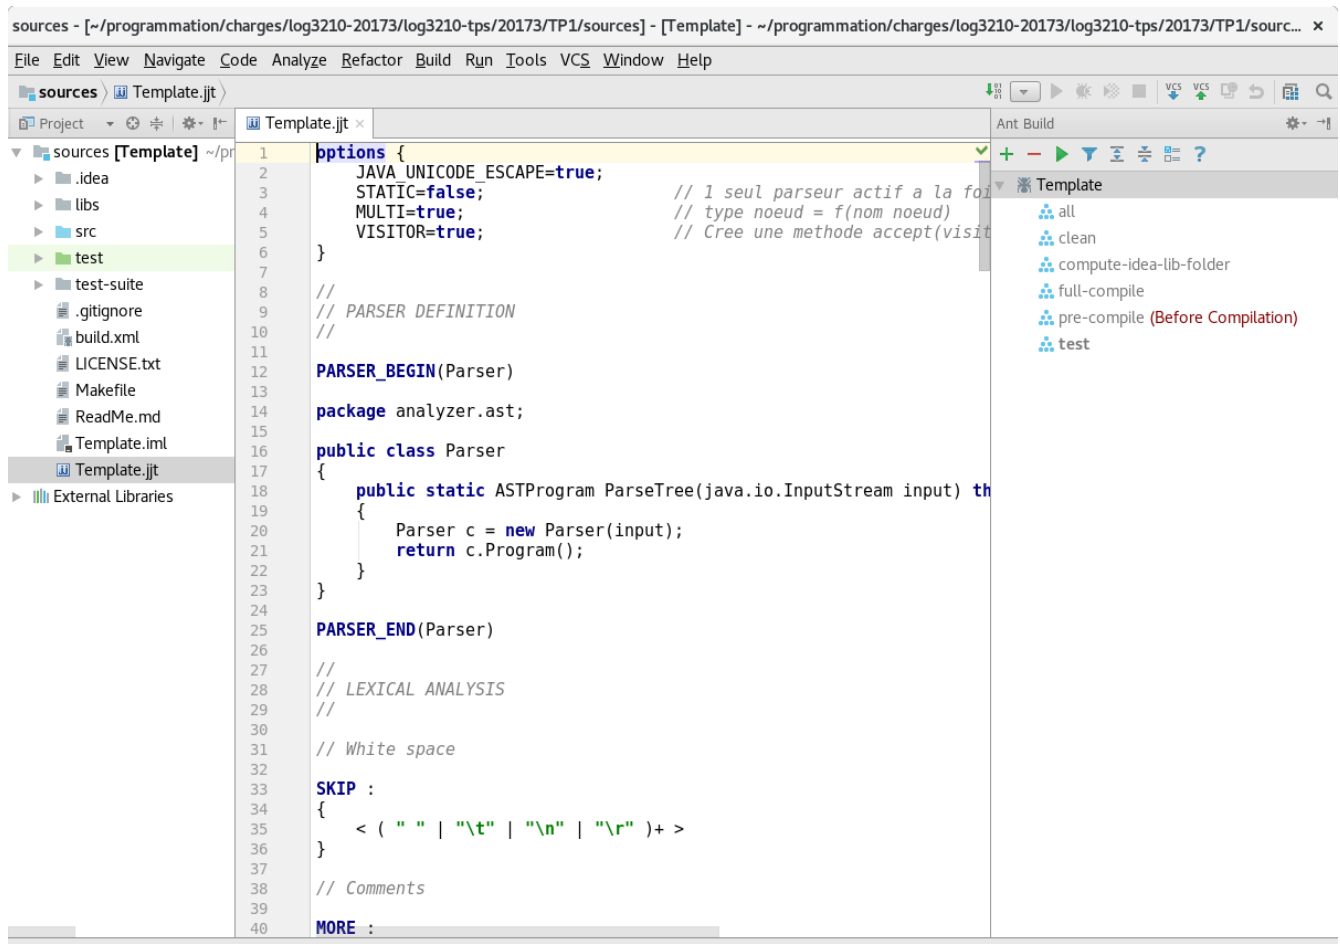 sources - [~/programmation/charges/log3210-20173/log3210-tps/20173/TP1/sources] - [Template] - ~/programmation/charges/log3210-20173/log3210-tps/20173/TP1/sourc... ×
File Edit View Navigate Code Analyze Refactor Build Run Tools VCS Window Help
sources Template.jjt
VCS VCS
Project
Template.jjt ×
Ant Build
sources [Template] ~/pr
.idea
libs
src
test
test-suite
.gitignore
build.xml
LICENSE.txt
Makefile
ReadMe.md
Template.iml
Template.jjt
External Libraries
1 options {
2 JAVA_UNICODE_ESCAPE=true;
3 STATIC=false; // 1 seul parseur actif a la foi
4 MULTI=true; // type noeud = f(nom noeud)
5 VISITOR=true; // Cree une methode accept(visit
6 }
7
8 //
9 // PARSER DEFINITION
10 //
11
12 PARSER_BEGIN(Parser)
13
14 package analyzer.ast;
15
16 public class Parser
17 {
18 public static ASTProgram ParseTree(java.io.InputStream input) th
19 {
20 Parser c = new Parser(input);
21 return c.Program();
22 }
23 }
24
25 PARSER_END(Parser)
26
27 //
28 // LEXICAL ANALYSIS
29 //
30
31 // White space
32
33 SKIP :
34 {
35 < ( " " | "\t" | "\n" | "\r" )+ >
36 }
37
38 // Comments
39
40 MORE :
Template
all
clean
compute-idea-lib-folder
full-compile
pre-compile (Before Compilation)
test